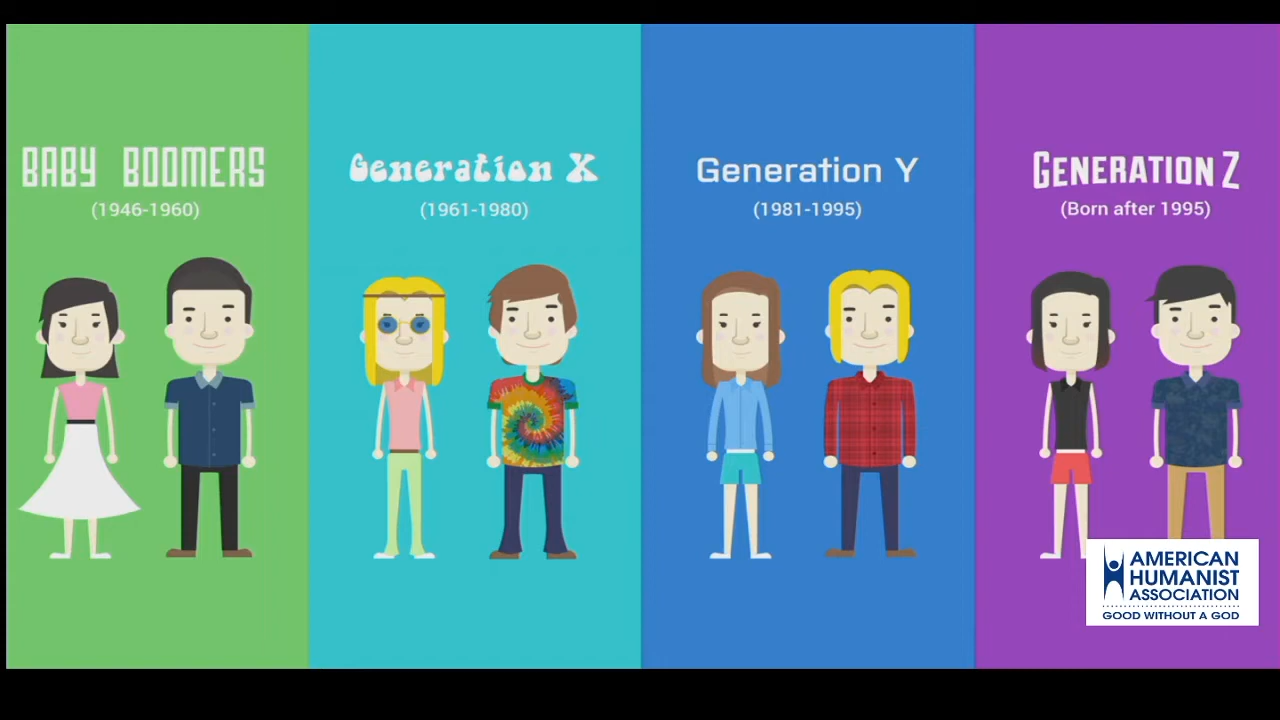 BABY BOOMERS
(1946-1960)
Generation X
(1961-1980)
Generation Y
(1981-1995)
GENERATION Z
(Born after 1995)
AMERICAN
HUMANIST
ASSOCIATION
GOOD WITHOUT A GOD